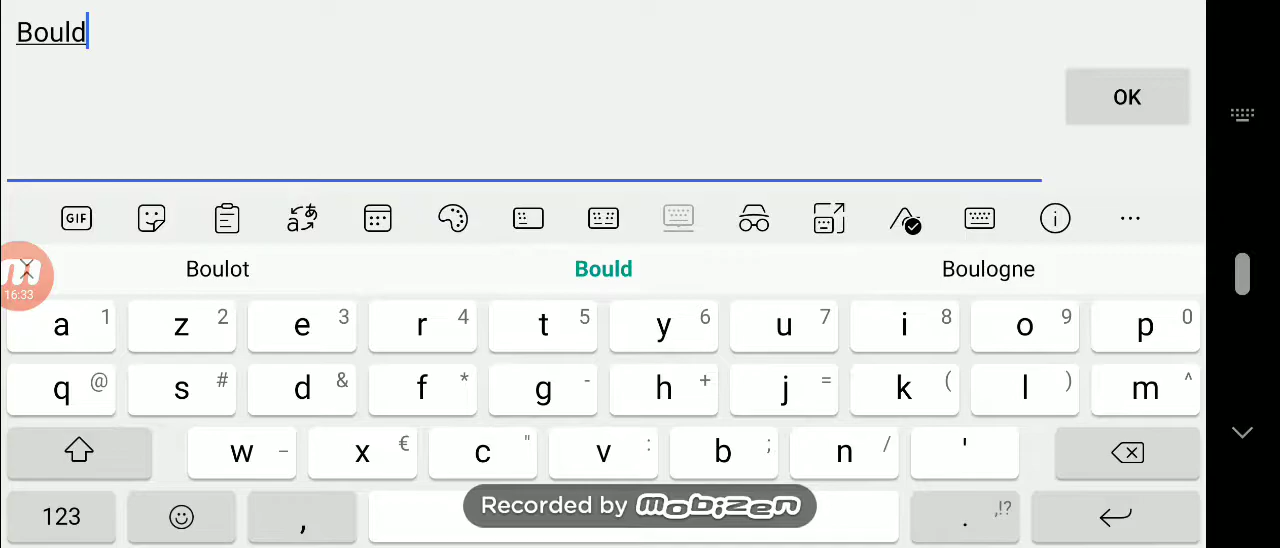 Bould
OK
GIF
16:33
Boulot Bould Boulogne
a 1 z 2 e 3 r 4 t 5 y 6 u 7 i 8 o 9 p 0
q @ s # d & f * g - h + j = k ( l ) m ^
w _ x € c " v : b ; n / '
123 , . ,!?
Recorded by mobizen